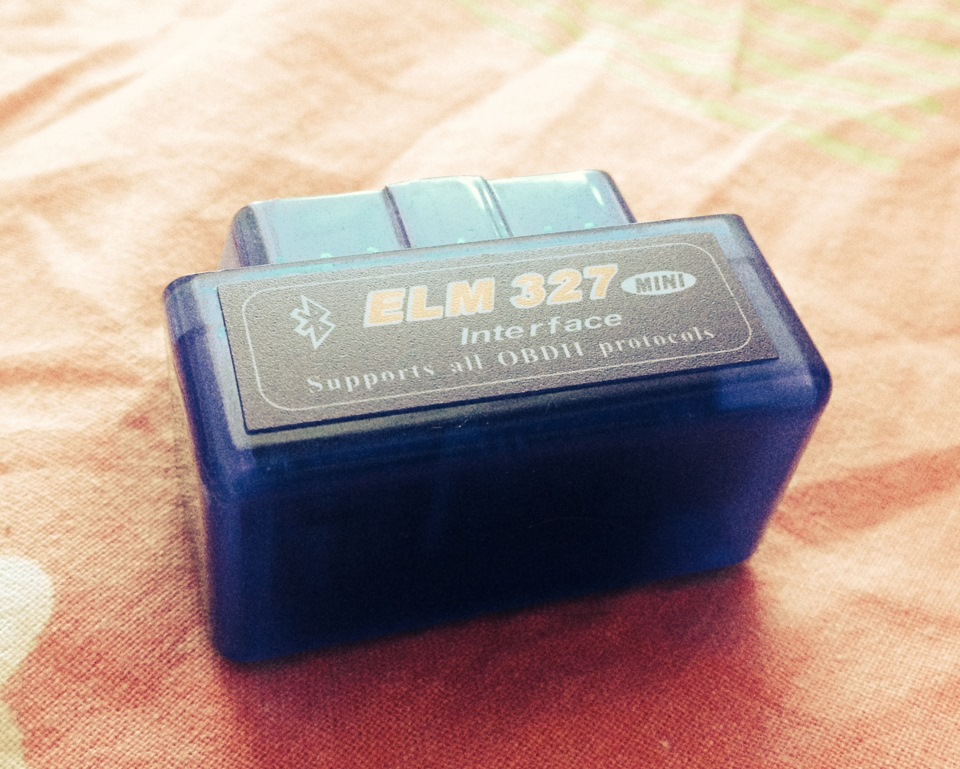 ELM 327 MINI
Interface
Supports all OBDII protocols